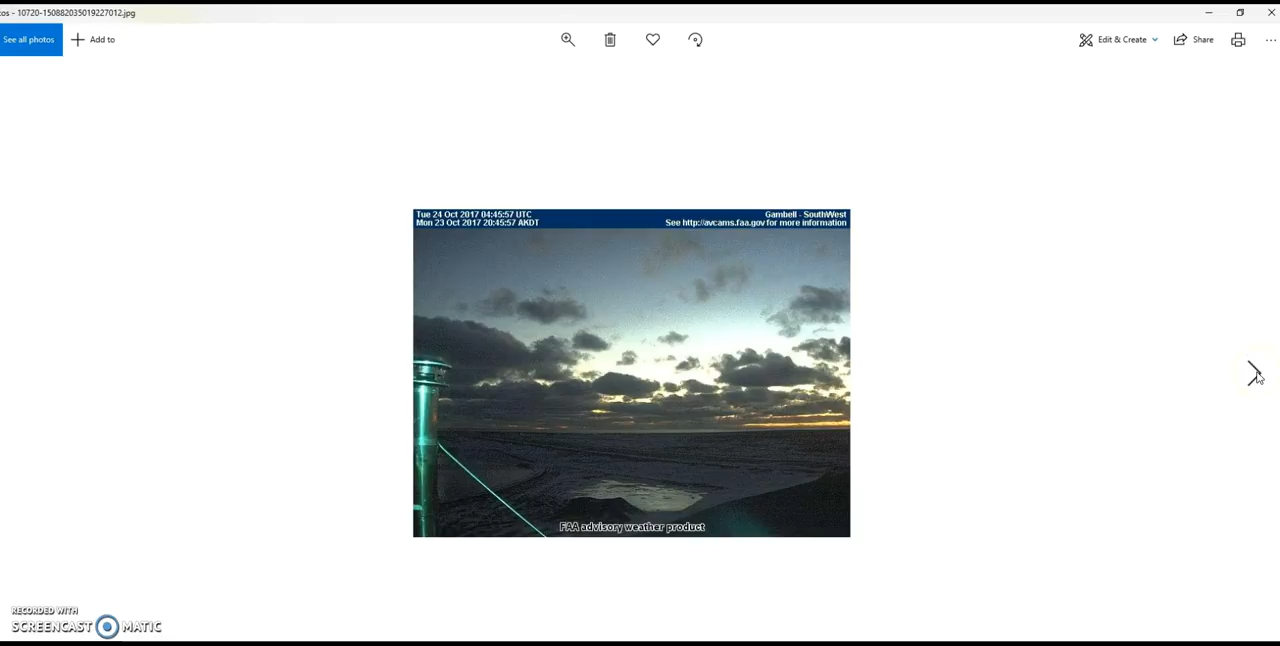 os - 10720-150882035019227012.jpg
See all photos
Add to
Edit & Create
Share
Tue 24 Oct 2017 04:45:57 UTC
Gambell - SouthWest
Mon 23 Oct 2017 20:45:57 AKDT
See http://avcams.faa.gov for more information
FAA advisory weather product
RECORDED WITH
SCREENCAST MATIC